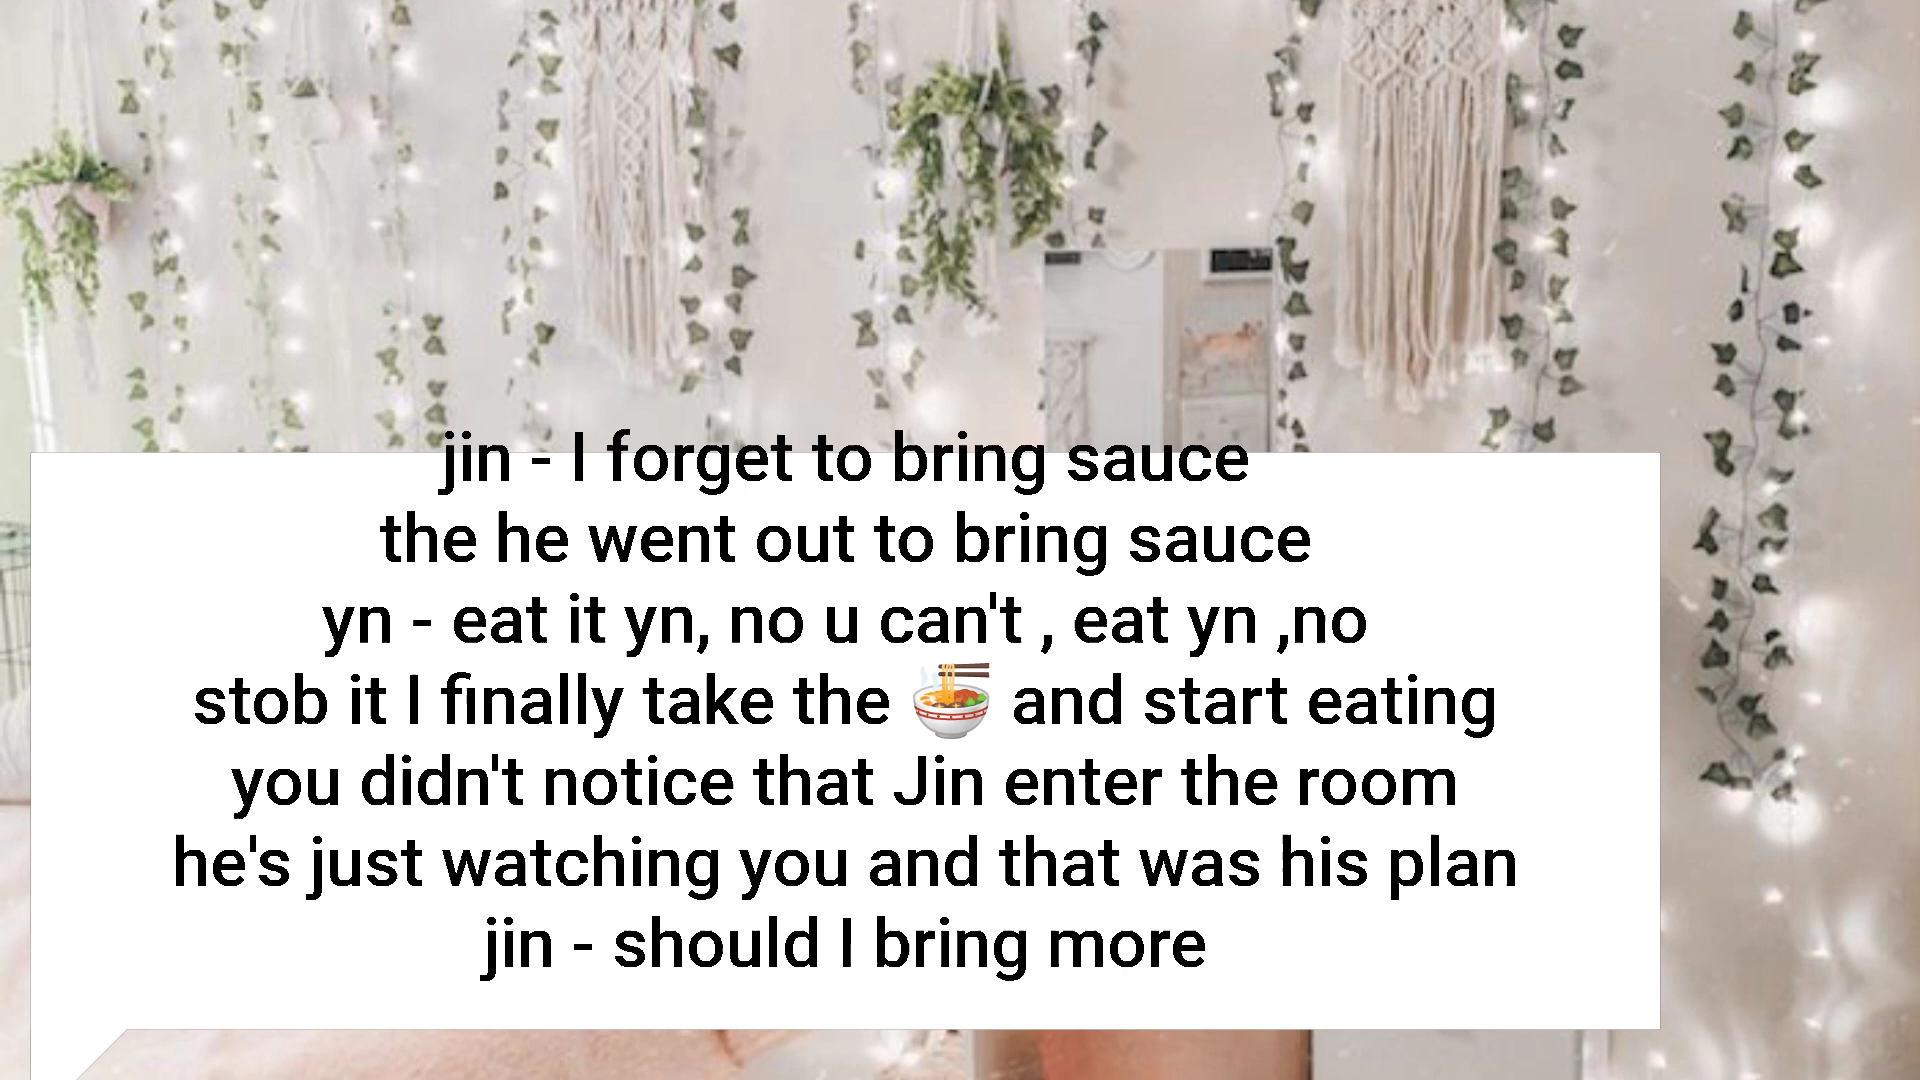 jin - I forget to bring sauce
the he went out to bring sauce
yn - eat it yn, no u can't , eat yn ,no
stob it I finally take the 🍜 and start eating
you didn't notice that Jin enter the room
he's just watching you and that was his plan
jin - should I bring more